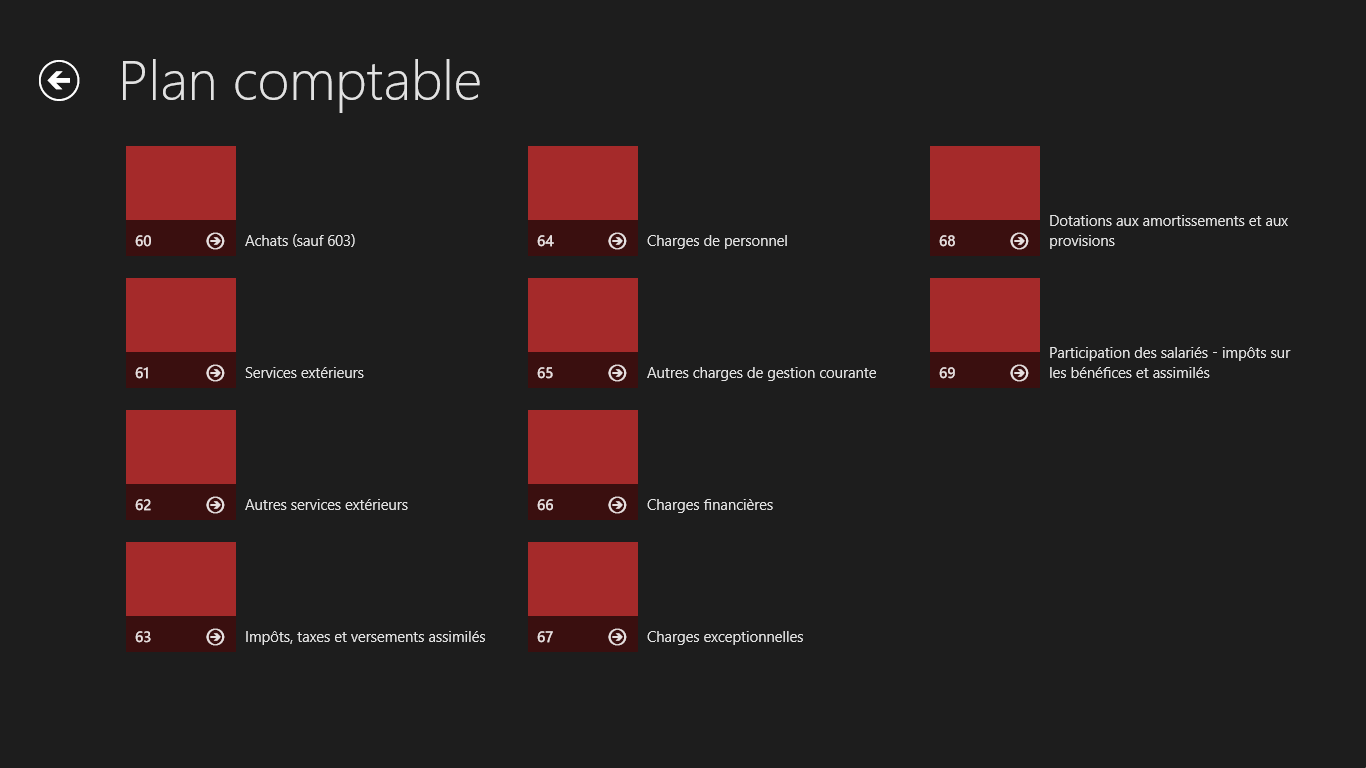 Plan comptable
60
Achats (sauf 603)
61
Services extérieurs
62
Autres services extérieurs
63
Impôts, taxes et versements assimilés
64
Charges de personnel
65
Autres charges de gestion courante
66
Charges financières
67
Charges exceptionnelles
68
Dotations aux amortissements et aux
provisions
69
Participation des salariés - impôts sur
les bénéfices et assimilés